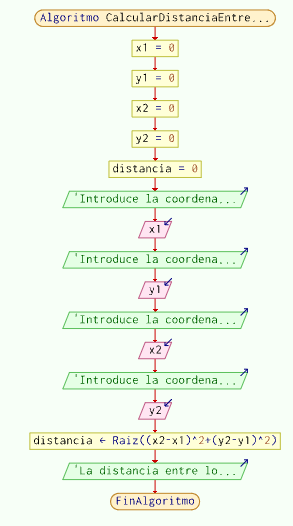 Algoritmo CalcularDistanciaEntre...
x1 = 0
y1 = 0
x2 = 0
y2 = 0
distancia = 0
'Introduce la coordena...
x1
'Introduce la coordena...
y1
'Introduce la coordena...
x2
'Introduce la coordena...
y2
distancia ← Raiz((x2-x1)^2+(y2-y1)^2)
'La distancia entre lo...
FinAlgoritmo